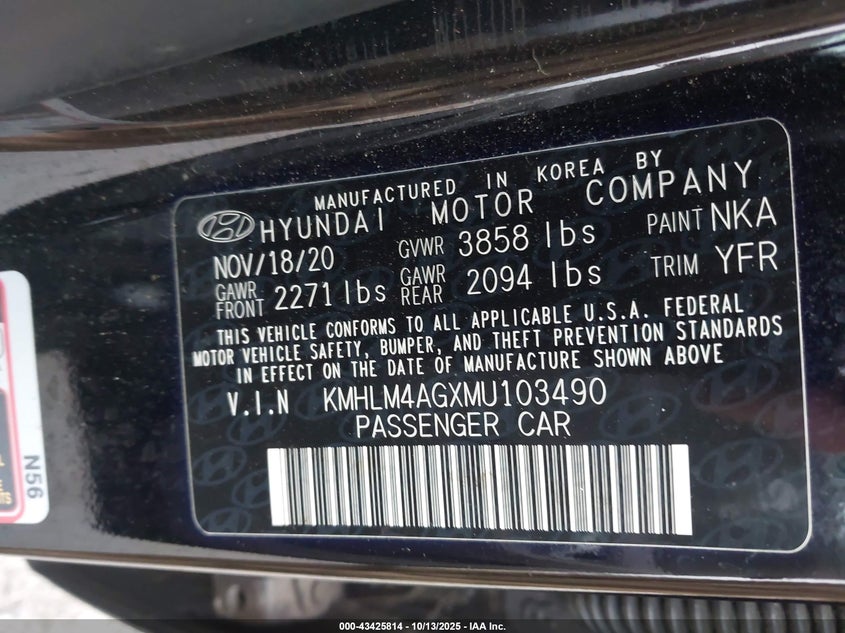 MANUFACTURED IN KOREA BY
HYUNDAI MOTOR COMPANY
NOV/18/20 GVWR 3858 lbs PAINT NKA
GAWR FRONT 2271 lbs GAWR REAR 2094 lbs TRIM YFR
THIS VEHICLE CONFORMS TO ALL APPLICABLE U.S.A. FEDERAL
MOTOR VEHICLE SAFETY, BUMPER, AND THEFT PREVENTION STANDARDS
IN EFFECT ON THE DATE OF MANUFACTURE SHOWN ABOVE
V.I.N KMHLM4AGXMU103490
PASSENGER CAR
N56
000-43425814 - 10/13/2025 - IAA Inc.